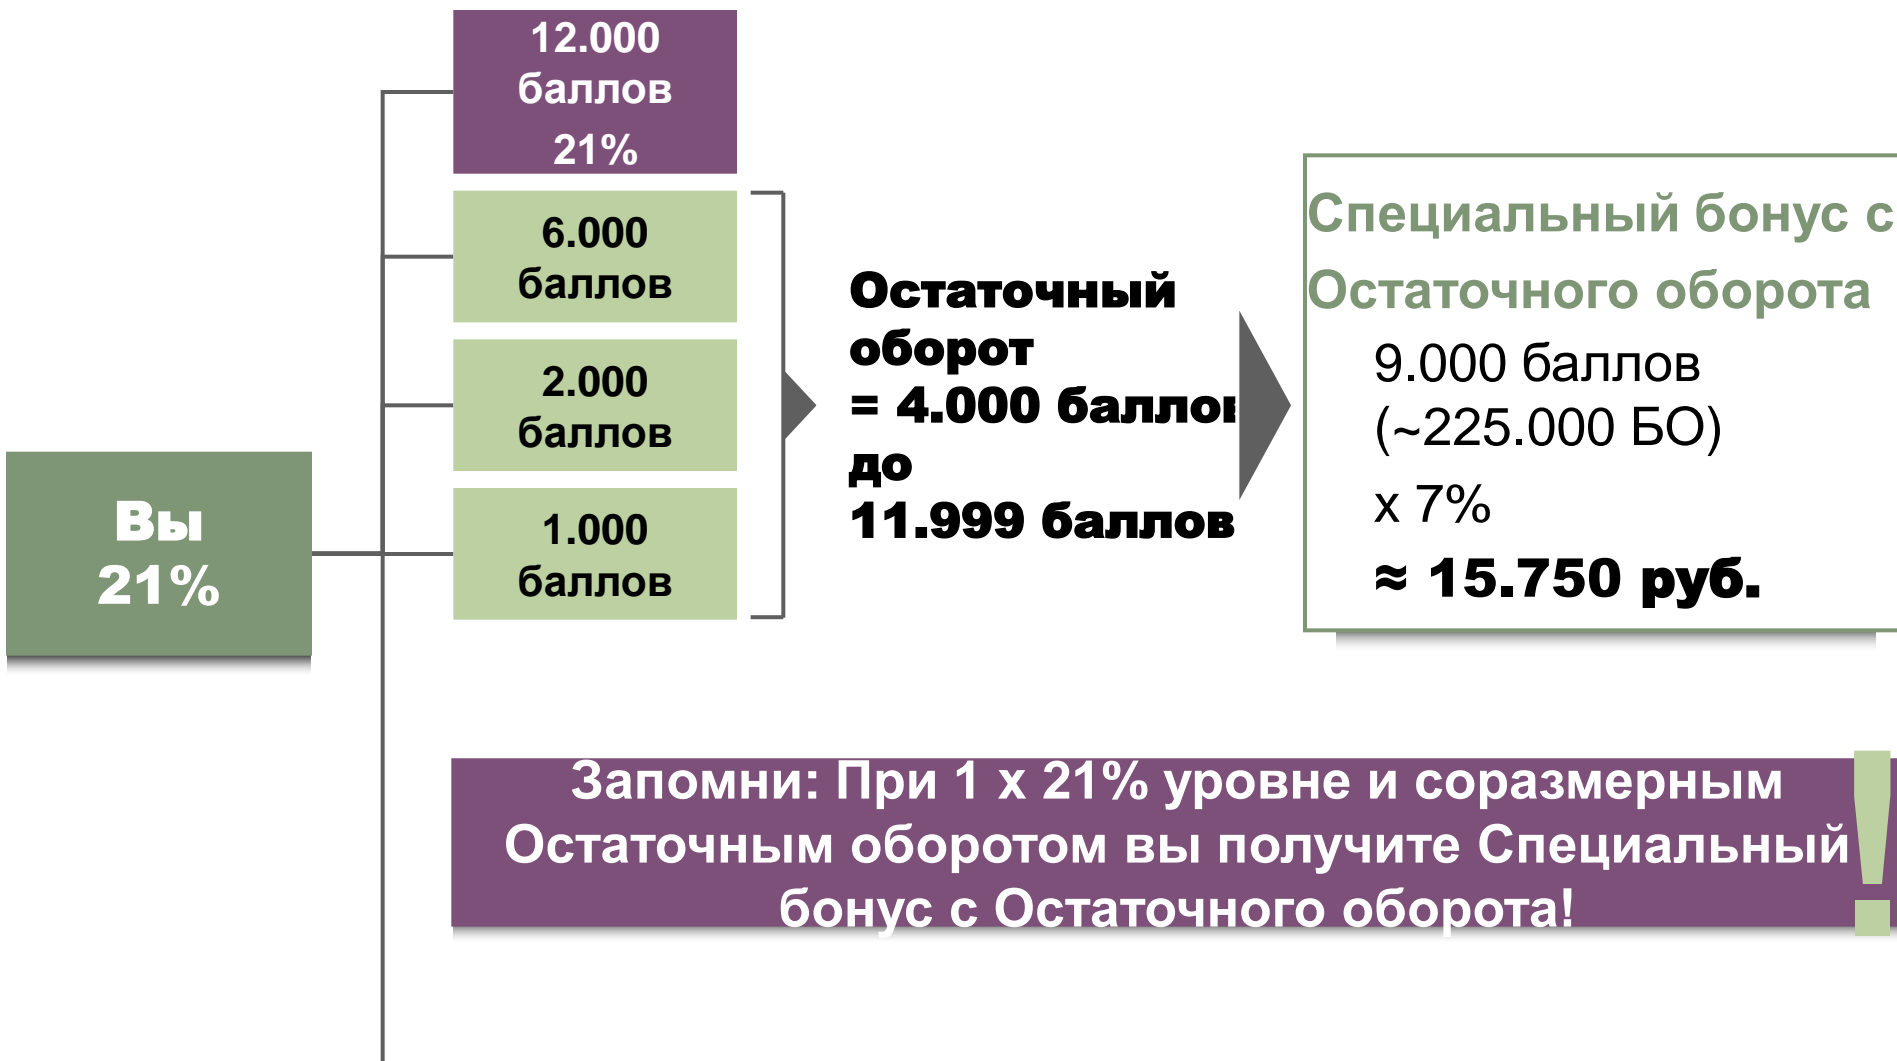 12.000
баллов
21%
6.000
баллов
2.000
баллов
1.000
баллов
Вы
21%
Остаточный
оборот
= 4.000 баллов
до
11.999 баллов
Специальный бонус с
Остаточного оборота
9.000 баллов
(~225.000 БО)
x 7%
≈ 15.750 руб.
Запомни: При 1 x 21% уровне и соразмерным
Остаточным оборотом вы получите Специальный
бонус с Остаточного оборота!
!